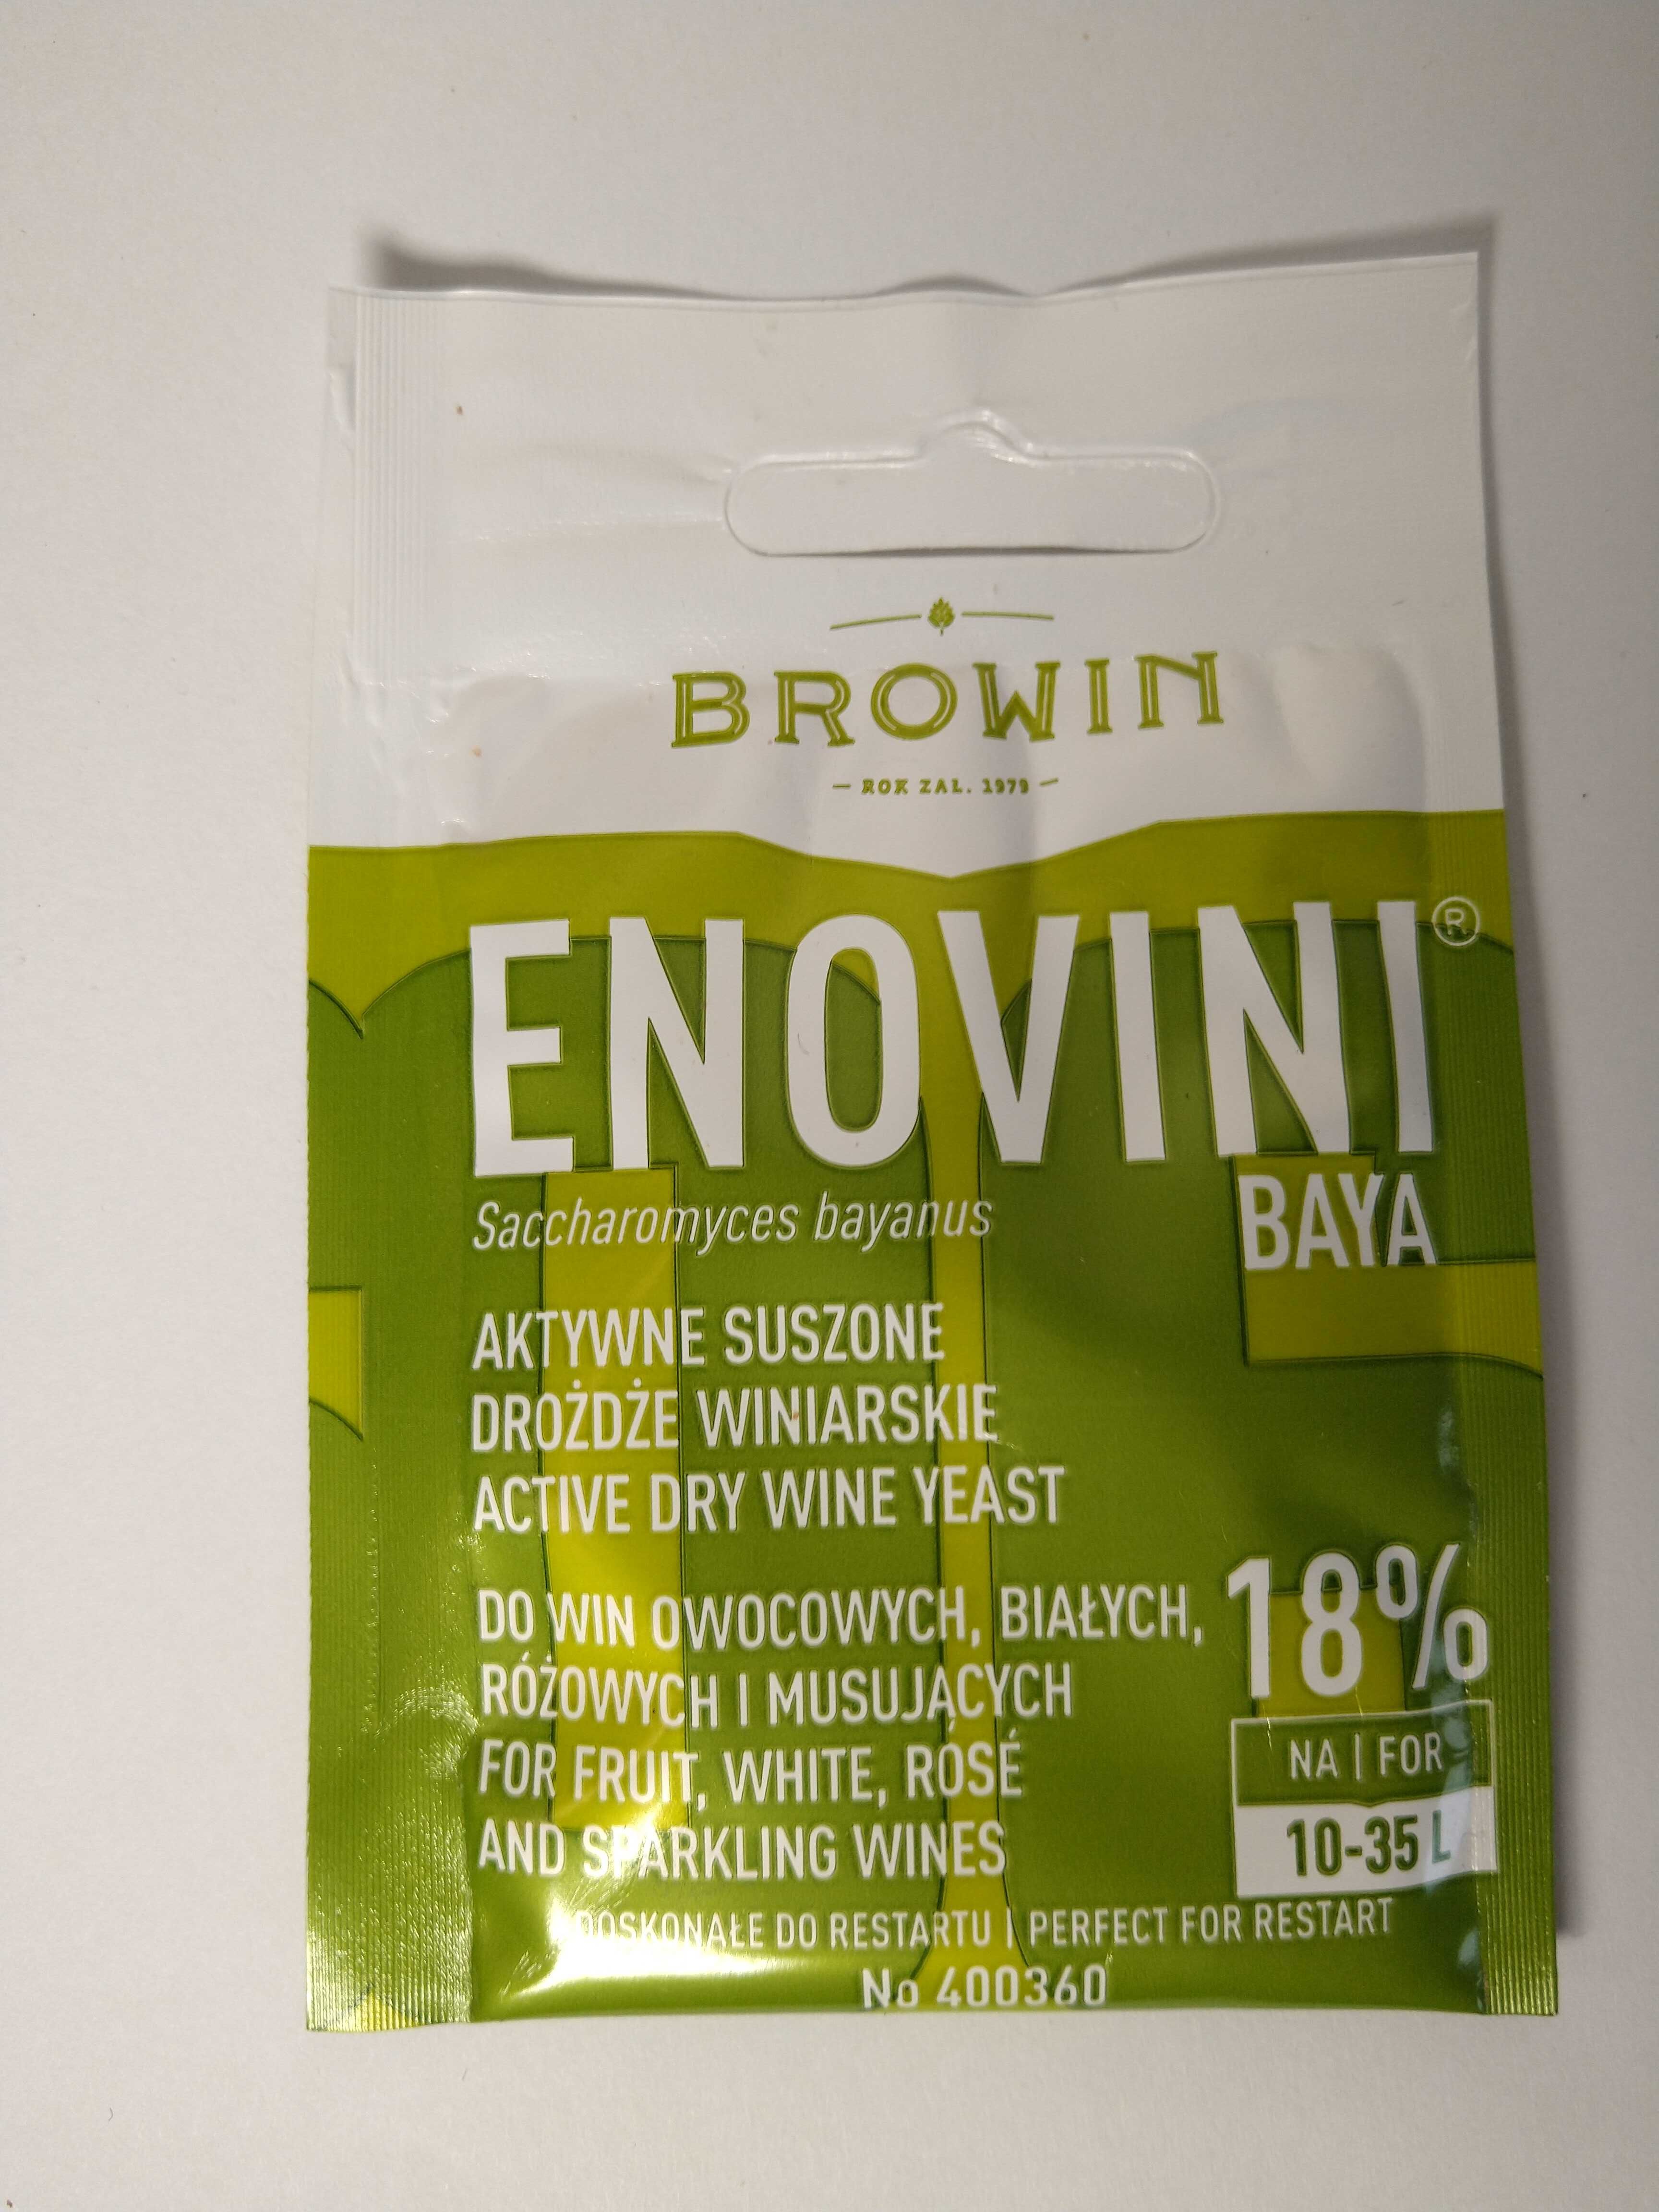 BROWIN
— ROK ZAŁ. 1979 —
ENOVINI®
Saccharomyces bayanus
BAYA
AKTYWNE SUSZONE
DROŻDŻE WINIARSKIE
ACTIVE DRY WINE YEAST
DO WIN OWOCOWYCH, BIAŁYCH,
RÓŻOWYCH I MUSUJĄCYCH
FOR FRUIT, WHITE, RÓSÉ
AND SPARKLING WINES
18%
NA | FOR
10-35 L
DOSKONAŁE DO RESTARTU | PERFECT FOR RESTART
No 400360